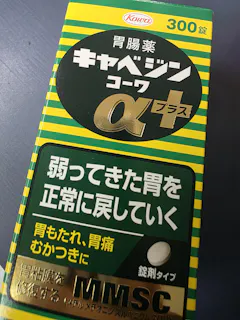 Kowa
300錠
胃腸薬
キャベジン
コーワ
α+
プラス
弱ってきた胃を
正常に戻していく
胃もたれ、胃痛
むかつきに
錠剤タイプ
MMSC